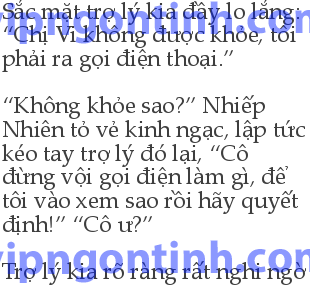 Sắc mặt trợ lý kia đầy lo lắng:
“Chị Vi không được khỏe, tôi
phải ra gọi điện thoại.”
“Không khỏe sao?” Nhiếp
Nhiên tỏ vẻ kinh ngạc, lập tức
kéo tay trợ lý đó lại, “Cô
đừng vội gọi điện làm gì, để
tôi vào xem sao rồi hãy quyết
định!” “Cô ư?”
vipngontinh.com
Trợ lý kia rõ ràng rất nghi ngờ